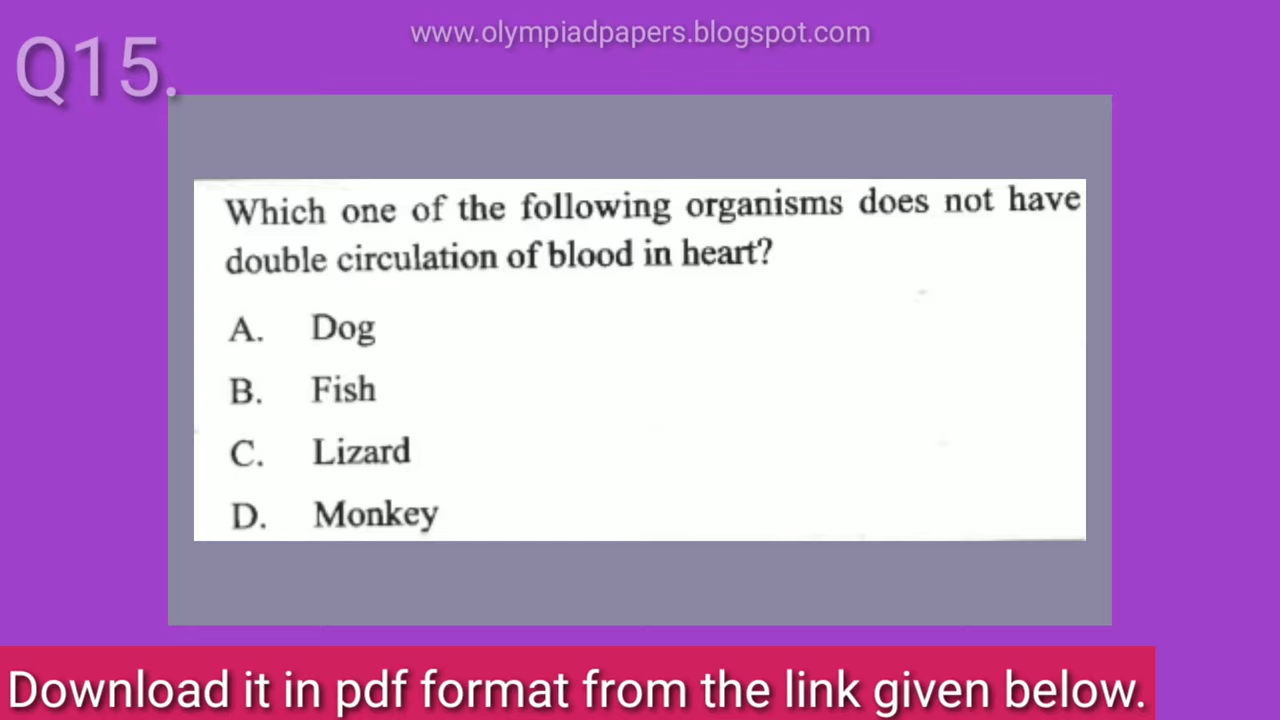 www.olympiadpapers.blogspot.com
Q15.
Which one of the following organisms does not have
double circulation of blood in heart?
A. Dog
B. Fish
C. Lizard
D. Monkey
Download it in pdf format from the link given below.